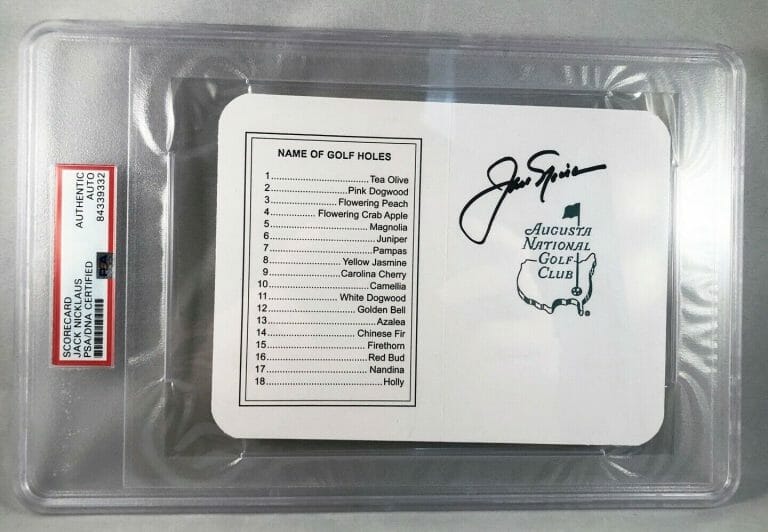 SCORECARD
JACK NICKLAUS
PSA/DNA CERTIFIED
AUTHENTIC
AUTO
84339332
PSA
NAME OF GOLF HOLES
1 Tea Olive
2 Pink Dogwood
3 Flowering Peach
4 Flowering Crab Apple
5 Magnolia
6 Juniper
7 Pampas
8 Yellow Jasmine
9 Carolina Cherry
10 Camellia
11 White Dogwood
12 Golden Bell
13 Azalea
14 Chinese Fir
15 Firethorn
16 Red Bud
17 Nandina
18 Holly
Jack Nicklaus
AUGUSTA
NATIONAL
GOLF
CLUB
®